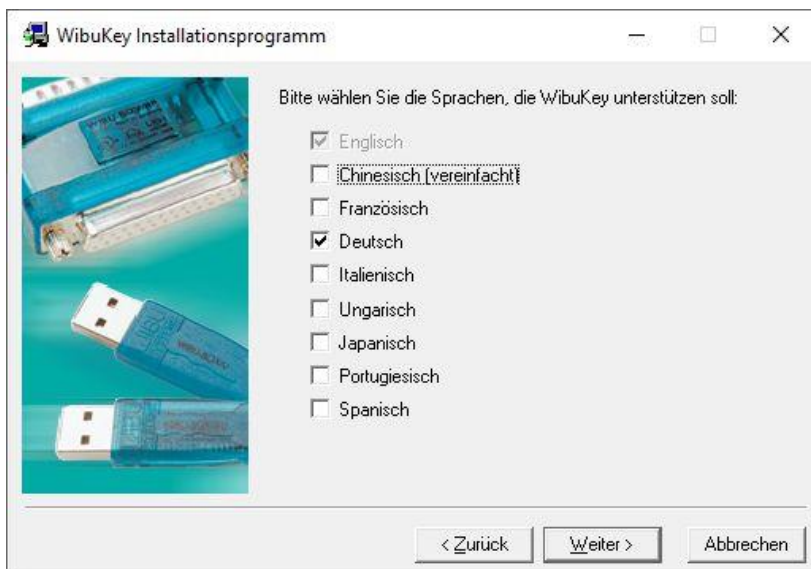 WibuKey Installationsprogramm
Bitte wählen Sie die Sprachen, die WibuKey unterstützen soll:
Englisch
Chinesisch (vereinfacht)
Französisch
Deutsch
Italienisch
Ungarisch
Japanisch
Portugiesisch
Spanisch
< Zurück
Weiter >
Abbrechen